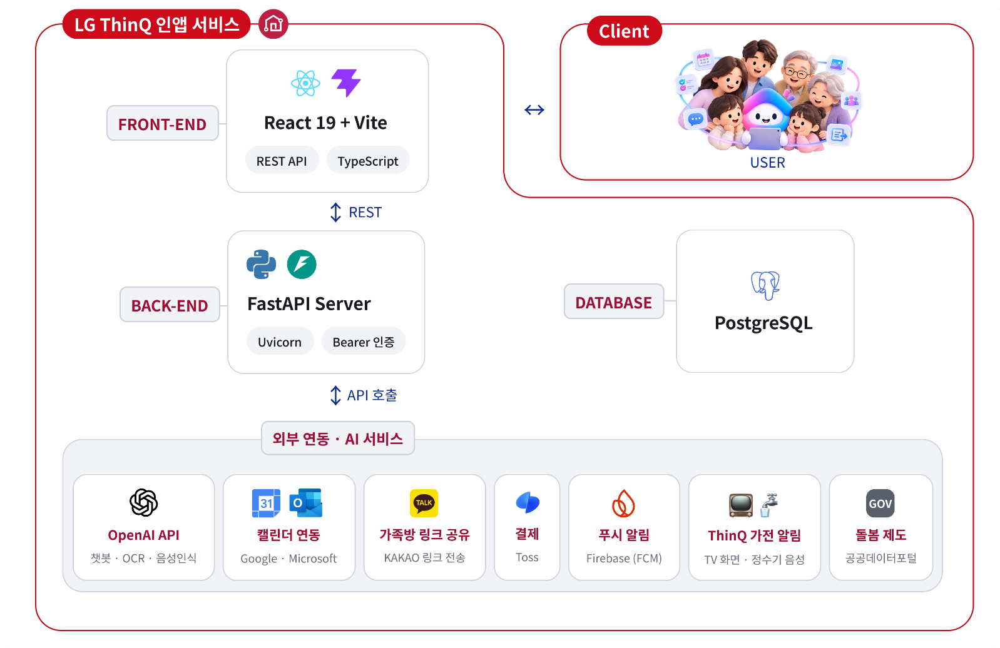 LG ThinQ 인앱 서비스
Client
USER
FRONT-END
React 19 + Vite
REST API
TypeScript
REST
BACK-END
FastAPI Server
Uvicorn
Bearer 인증
DATABASE
PostgreSQL
API 호출
외부 연동 · AI 서비스
OpenAI API
챗봇 · OCR · 음성인식
31
O
캘린더 연동
Google · Microsoft
TALK
가족방 링크 공유
KAKAO 링크 전송
결제
Toss
푸시 알림
Firebase (FCM)
ThinQ 가전 알림
TV 화면 · 정수기 음성
GOV
돌봄 제도
공공데이터포털